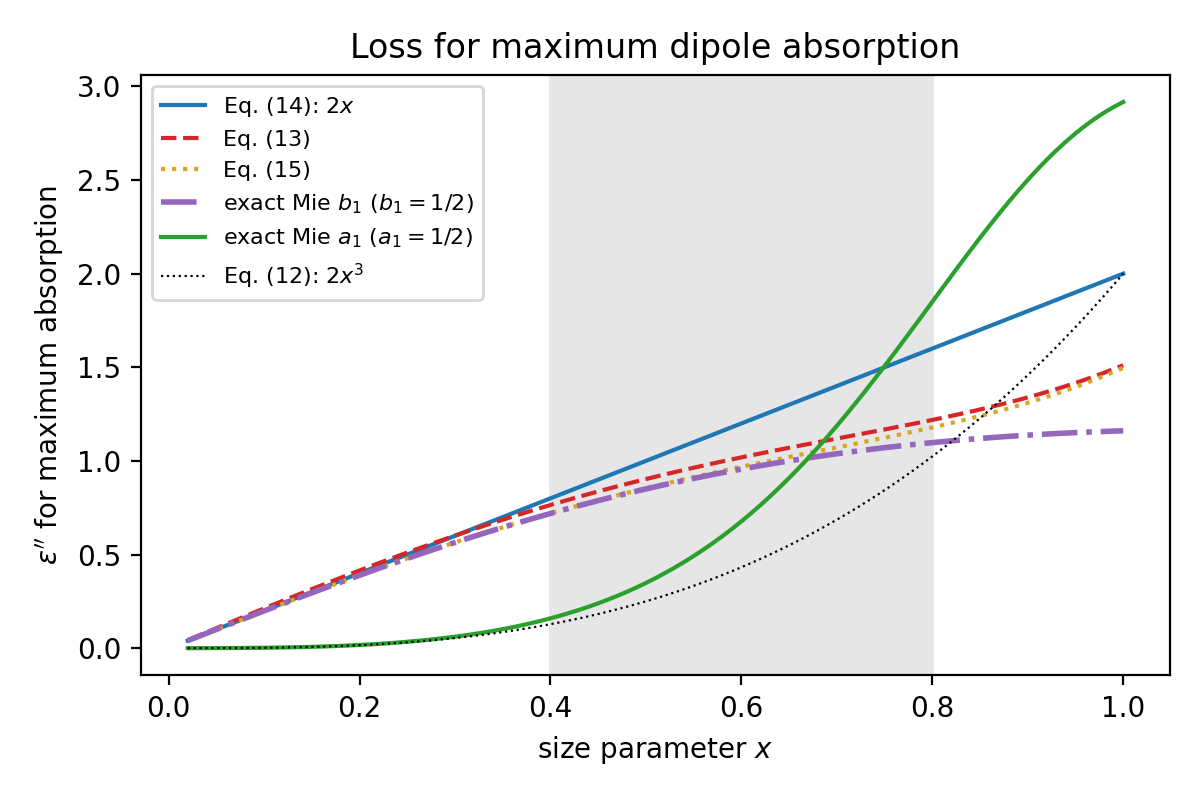 Loss for maximum dipole absorption
3.0
2.5
2.0
1.5
1.0
0.5
0.0
ε″ for maximum absorption
Eq. (14): 2x
Eq. (13)
Eq. (15)
exact Mie b₁ (b₁ = 1/2)
exact Mie a₁ (a₁ = 1/2)
Eq. (12): 2x³
0.0 0.2 0.4 0.6 0.8 1.0
size parameter x